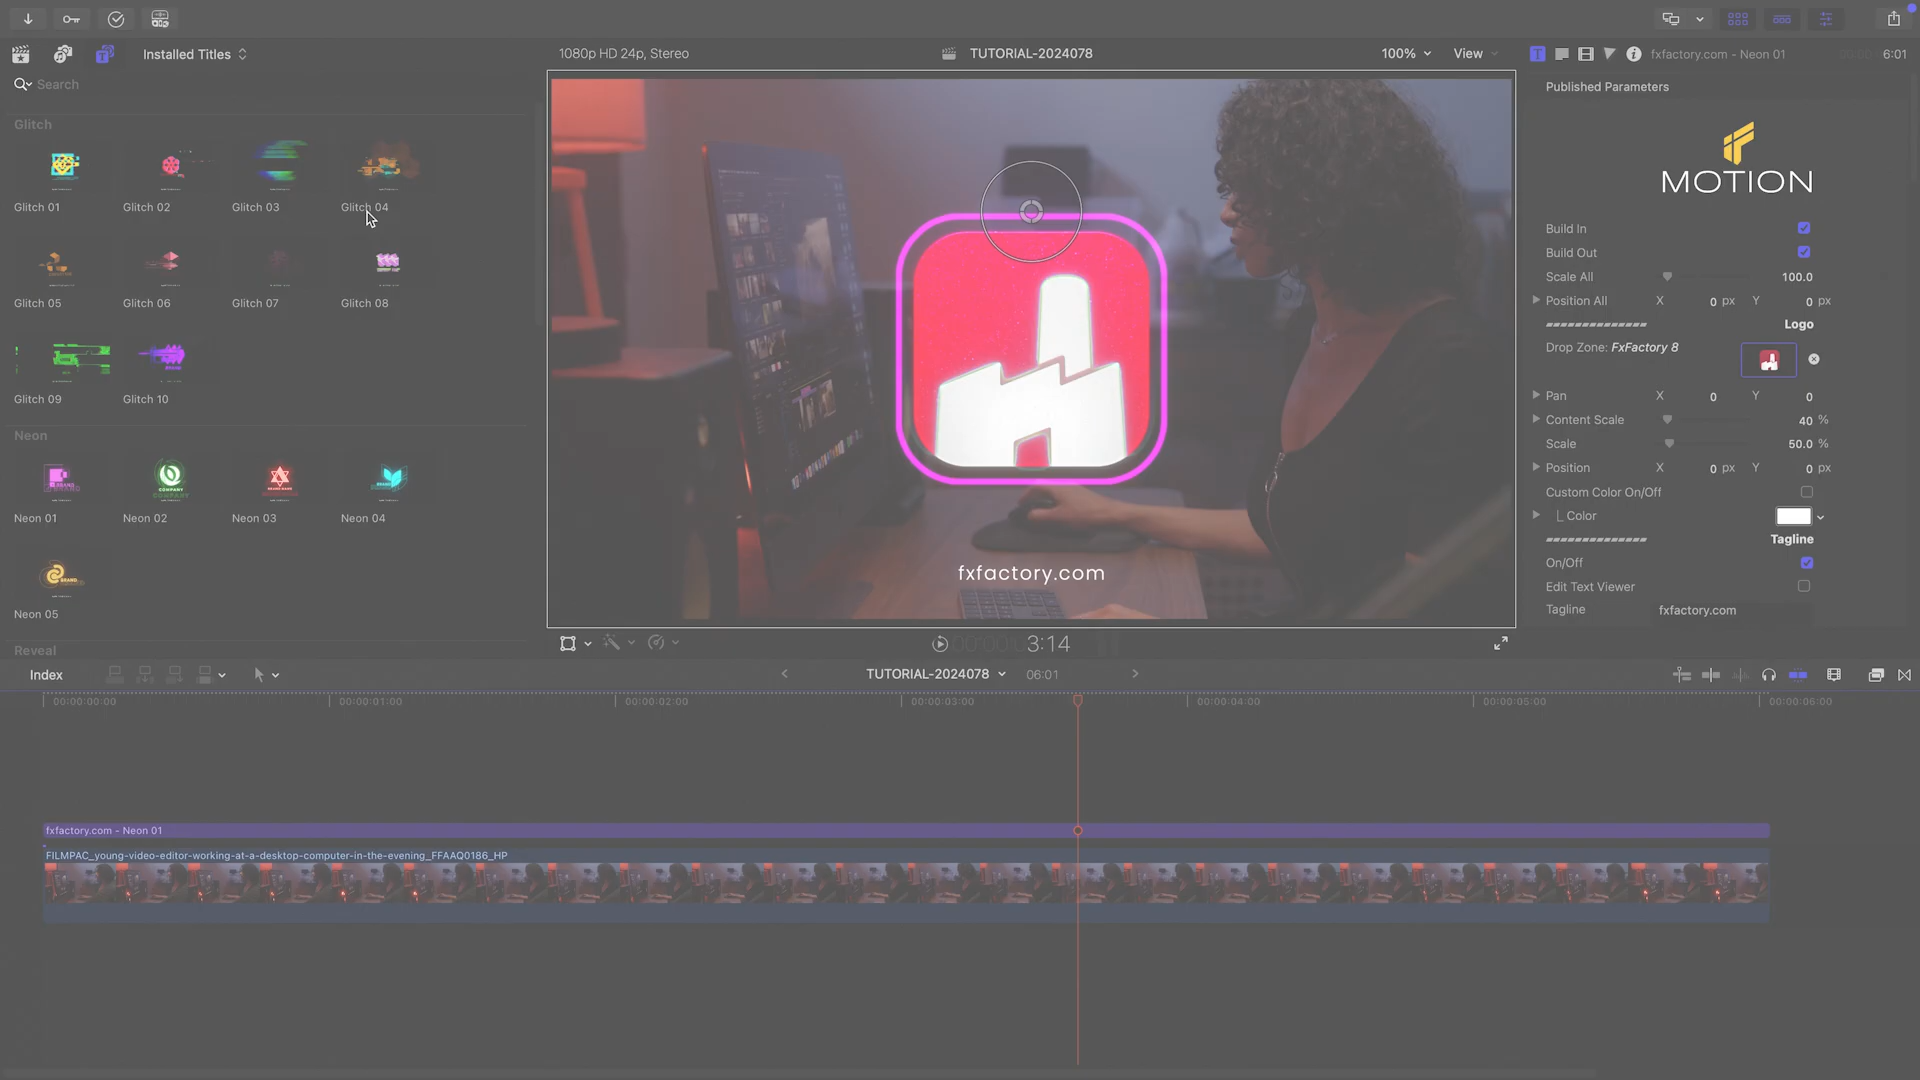 Installed Titles
1080p HD 24p, Stereo
TUTORIAL-2024078
100%
View
fxfactory.com - Neon 01
6:01
Search
Published Parameters
Glitch
Glitch 01
Glitch 02
Glitch 03
Glitch 04
Glitch 05
Glitch 06
Glitch 07
Glitch 08
Glitch 09
Glitch 10
Neon
Neon 01
Neon 02
Neon 03
Neon 04
Neon 05
Reveal
fxfactory.com
MOTION
Build In
Build Out
Scale All 100.0
Position All X 0 px Y 0 px
Logo
Drop Zone: FxFactory 8
Pan X 0 Y 0
Content Scale 40 %
Scale 50.0 %
Position X 0 px Y 0 px
Custom Color On/Off
Color
Tagline
On/Off
Edit Text Viewer
Tagline fxfactory.com
00:00:00:03:14
Index
TUTORIAL-2024078
06:01
00:00:00:00
00:00:01:00
00:00:02:00
00:00:03:00
00:00:04:00
00:00:05:00
00:00:06:00
fxfactory.com - Neon 01
FILMPAC_young-video-editor-working-at-a-desktop-computer-in-the-evening_FFAAQ0186_HP